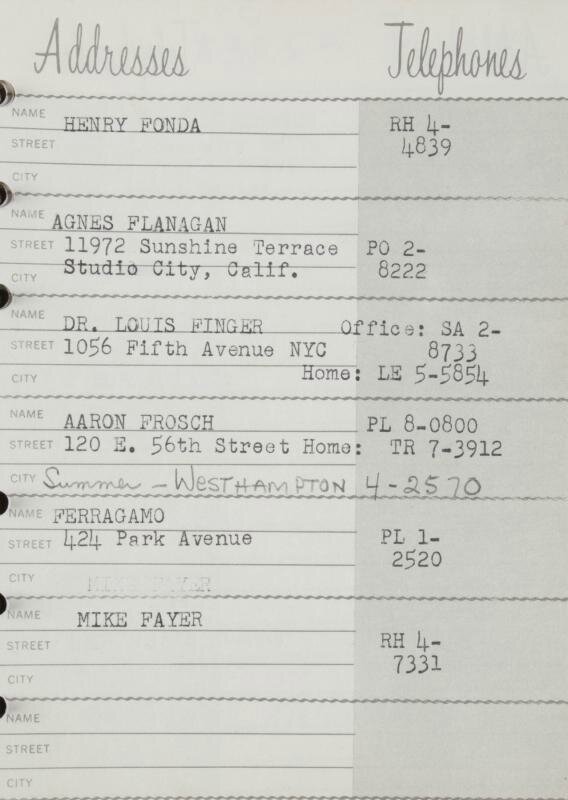 Addresses Telephones
NAME HENRY FONDA RH 4-
STREET 4839
CITY
NAME AGNES FLANAGAN
STREET 11972 Sunshine Terrace PO 2-
CITY Studio City, Calif. 8222
NAME DR. LOUIS FINGER Office: SA 2-
STREET 1056 Fifth Avenue NYC 8733
CITY Home: LE 5-5854
NAME AARON FROSCH PL 8-0800
STREET 120 E. 56th Street Home: TR 7-3912
CITY Summer - WESTHAMPTON 4-2570
NAME FERRAGAMO
STREET 424 Park Avenue PL 1-
2520
CITY MIKE FAYER
NAME MIKE FAYER
STREET RH 4-
7331
CITY
NAME
STREET
CITY